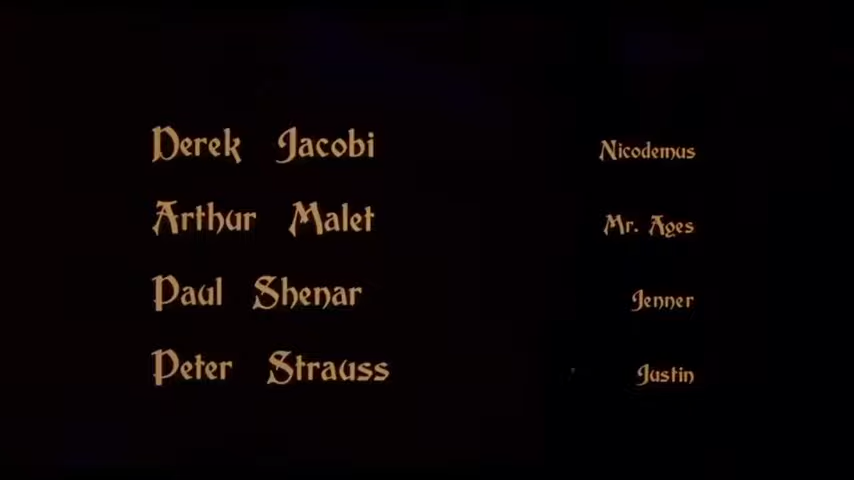 Derek Jacobi Nicodemus
Arthur Malet Mr. Ages
Paul Shenar Jenner
Peter Strauss Justin